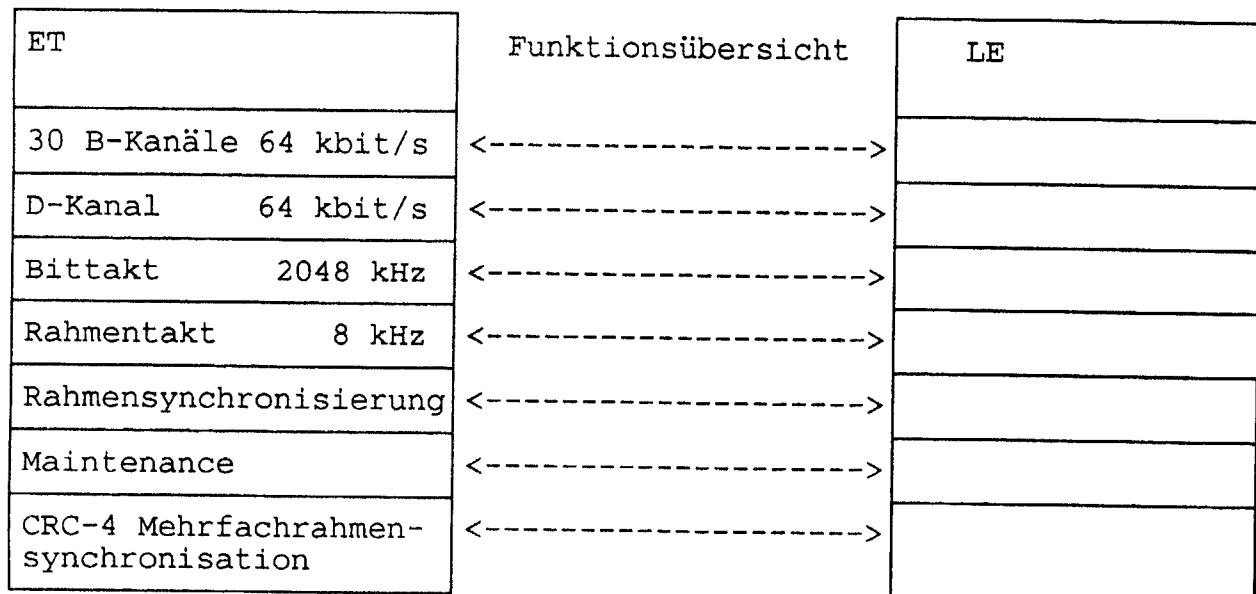 ET
Funktionsübersicht
LE
30 B-Kanäle 64 kbit/s <------------------->
D-Kanal 64 kbit/s <------------------->
Bittakt 2048 kHz <------------------->
Rahmentakt 8 kHz <------------------->
Rahmensynchronisierung <------------------->
Maintenance <------------------->
CRC-4 Mehrfachrahmen- <------------------->
synchronisation